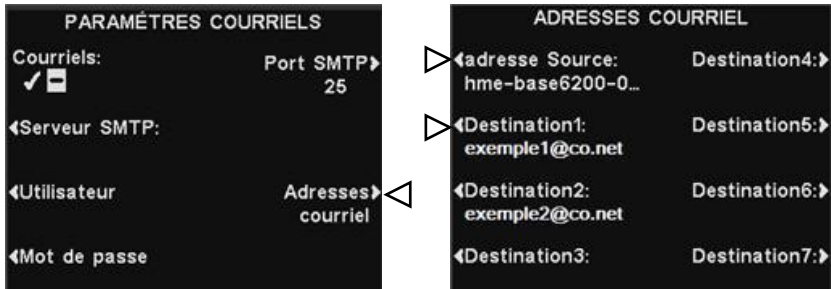 PARAMÉTRES COURRIELS
Courriels:
Port SMTP
25
Serveur SMTP:
Utilisateur
Adresses
courriel
Mot de passe
ADRESSES COURRIEL
adresse Source:
hme-base6200-0…
Destination4:
Destination1:
exemple1@co.net
Destination5:
Destination2:
exemple2@co.net
Destination6:
Destination3:
Destination7: